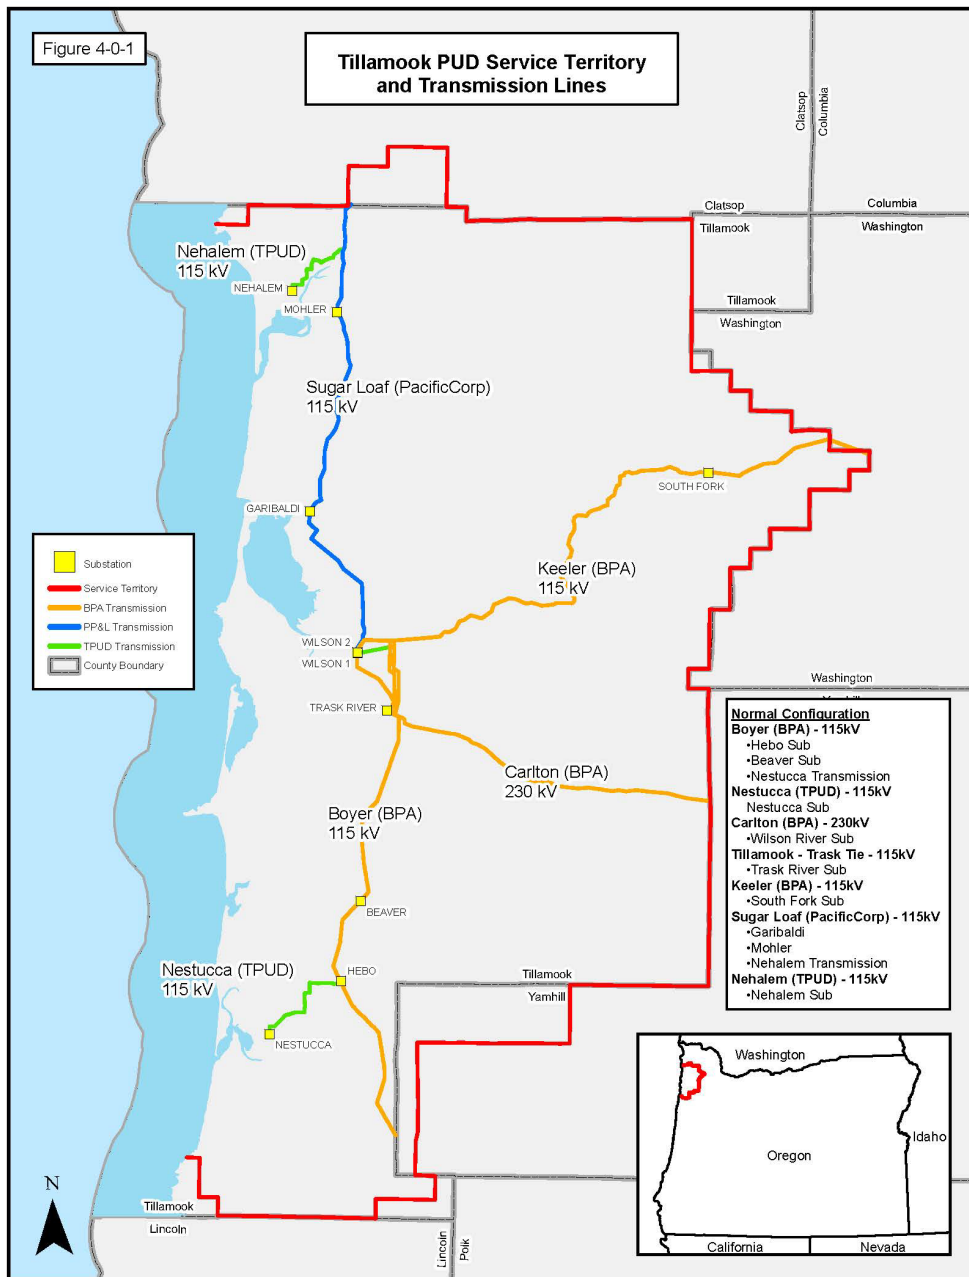 Figure 4-0-1
Tillamook PUD Service Territory
and Transmission Lines
Clatsop
Columbia
Clatsop
Columbia
Tillamook
Washington
Nehalem (TPUD)
115 kV
NEHALEM
MOHLER
Tillamook
Washington
Sugar Loaf (PacificCorp)
115 kV
SOUTH FORK
GARIBALDI
Substation
Service Territory
BPA Transmission
PP&L Transmission
TPUD Transmission
County Boundary
Keeler (BPA)
115 kV
WILSON 2
WILSON 1
TRASK RIVER
Washington
Carlton (BPA)
230 kV
Boyer (BPA)
115 kV
Normal Configuration
Boyer (BPA) - 115kV
•Hebo Sub
•Beaver Sub
•Nestucca Transmission
Nestucca (TPUD) - 115kV
Nestucca Sub
Carlton (BPA) - 230kV
•Wilson River Sub
Tillamook - Trask Tie - 115kV
•Trask River Sub
Keeler (BPA) - 115kV
•South Fork Sub
Sugar Loaf (PacificCorp) - 115kV
•Garibaldi
•Mohler
•Nehalem Transmission
Nehalem (TPUD) - 115kV
•Nehalem Sub
BEAVER
Nestucca (TPUD)
115 kV
HEBO
Tillamook
Yamhill
NESTUCCA
Washington
Idaho
Oregon
California
Nevada
N
Tillamook
Lincoln
Lincoln
Polk